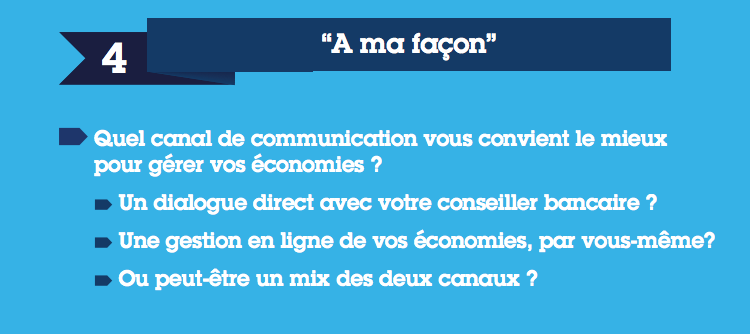 4
“A ma façon”
Quel canal de communication vous convient le mieux
pour gérer vos économies ?
Un dialogue direct avec votre conseiller bancaire ?
Une gestion en ligne de vos économies, par vous-même?
Ou peut-être un mix des deux canaux ?